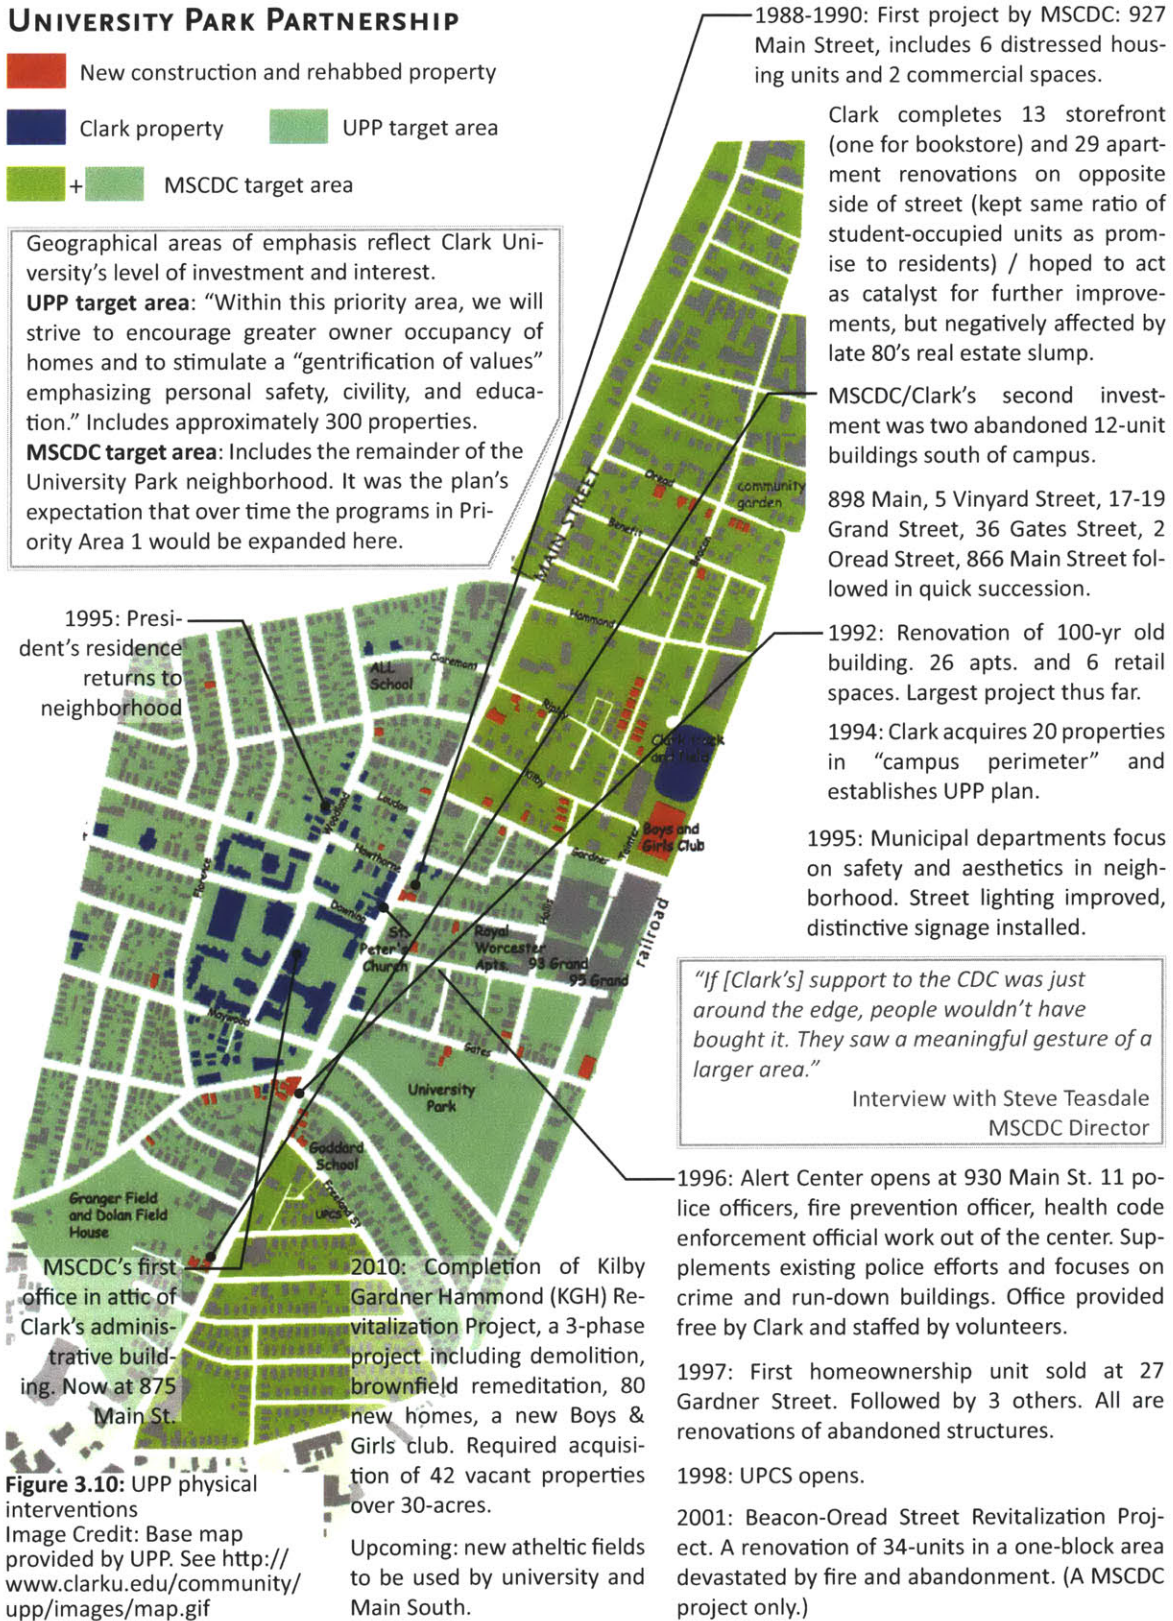 UNIVERSITY PARK PARTNERSHIP
New construction and rehabbed property
Clark property
UPP target area
+
MSCDC target area
Geographical areas of emphasis reflect Clark Uni-
versity's level of investment and interest.
UPP target area: “Within this priority area, we will
strive to encourage greater owner occupancy of
homes and to stimulate a “gentrification of values”
emphasizing personal safety, civility, and educa-
tion.” Includes approximately 300 properties.
MSCDC target area: Includes the remainder of the
University Park neighborhood. It was the plan's
expectation that over time the programs in Pri-
ority Area 1 would be expanded here.
1988-1990: First project by MSCDC: 927
Main Street, includes 6 distressed hous-
ing units and 2 commercial spaces.
Clark completes 13 storefront
(one for bookstore) and 29 apart-
ment renovations on opposite
side of street (kept same ratio of
student-occupied units as prom-
ise to residents) / hoped to act
as catalyst for further improve-
ments, but negatively affected by
late 80's real estate slump.
MSCDC/Clark's second invest-
ment was two abandoned 12-unit
buildings south of campus.
898 Main, 5 Vinyard Street, 17-19
Grand Street, 36 Gates Street, 2
Oread Street, 866 Main Street fol-
lowed in quick succession.
1992: Renovation of 100-yr old
building. 26 apts. and 6 retail
spaces. Largest project thus far.
1994: Clark acquires 20 properties
in “campus perimeter” and
establishes UPP plan.
1995: Municipal departments focus
on safety and aesthetics in neigh-
borhood. Street lighting improved,
distinctive signage installed.
“If [Clark's] support to the CDC was just
around the edge, people wouldn't have
bought it. They saw a meaningful gesture of a
larger area.”
Interview with Steve Teasdale
MSCDC Director
1996: Alert Center opens at 930 Main St. 11 po-
lice officers, fire prevention officer, health code
enforcement official work out of the center. Sup-
plements existing police efforts and focuses on
crime and run-down buildings. Office provided
free by Clark and staffed by volunteers.
1997: First homeownership unit sold at 27
Gardner Street. Followed by 3 others. All are
renovations of abandoned structures.
1998: UPCS opens.
2001: Beacon-Oread Street Revitalization Proj-
ect. A renovation of 34-units in a one-block area
devastated by fire and abandonment. (A MSCDC
project only.)
1995: Presi-
dent's residence
returns to
neighborhood
MAIN STREET
Oread
community
garden
Benefit
Beacon
Hammond
ALL
School
Claremont
Ripley
Clark Track
and Field
Kilby
Loudon
Woodland
Hawthorne
Boys and
Girls Club
Gardner
Pointe
Florence
Downing
Hollis
railroad
St.
Peter's
Church
Royal
Worcester
Apts.
93 Grand
95 Grand
Maywood
Gates
University
Park
Goddard
School
Freeland ST
UPCS
Granger Field
and Dolan Field
House
MSCDC's first
office in attic of
Clark's adminis-
trative build-
ing. Now at 875
Main St.
2010: Completion of Kilby
Gardner Hammond (KGH) Re-
vitalization Project, a 3-phase
project including demolition,
brownfield remeditation, 80
new homes, a new Boys &
Girls club. Required acquisi-
tion of 42 vacant properties
over 30-acres.
Upcoming: new atheltic fields
to be used by university and
Main South.
Figure 3.10: UPP physical
interventions
Image Credit: Base map
provided by UPP. See http://
www.clarku.edu/community/
upp/images/map.gif